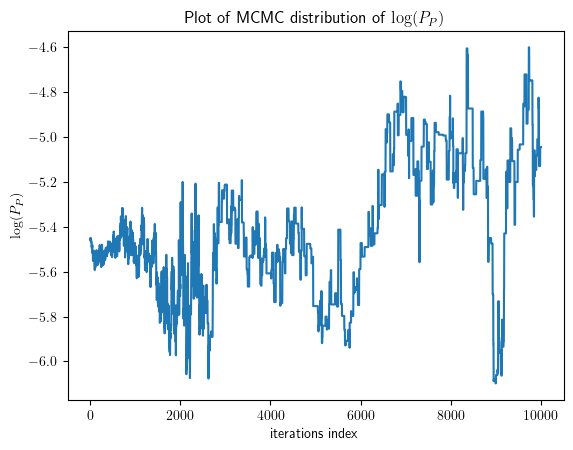 Plot of MCMC distribution of log(P_P)
−4.6
−4.8
−5.0
−5.2
−5.4
−5.6
−5.8
−6.0
log(P_P)
0 2000 4000 6000 8000 10000
iterations index